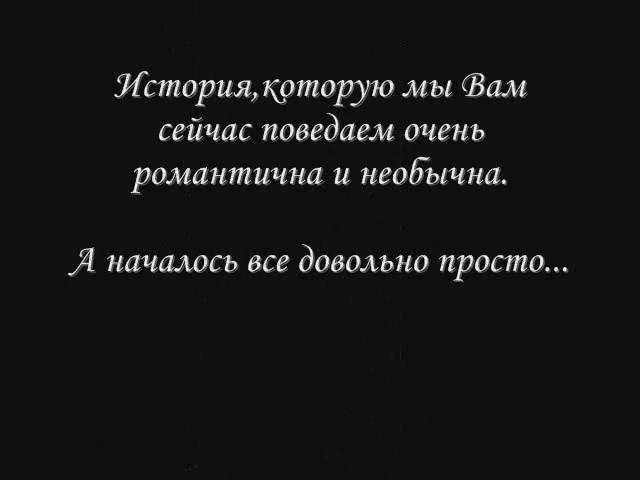 История,которую мы Вам
сейчас поведаем очень
романтична и необычна.
А началось все довольно просто...